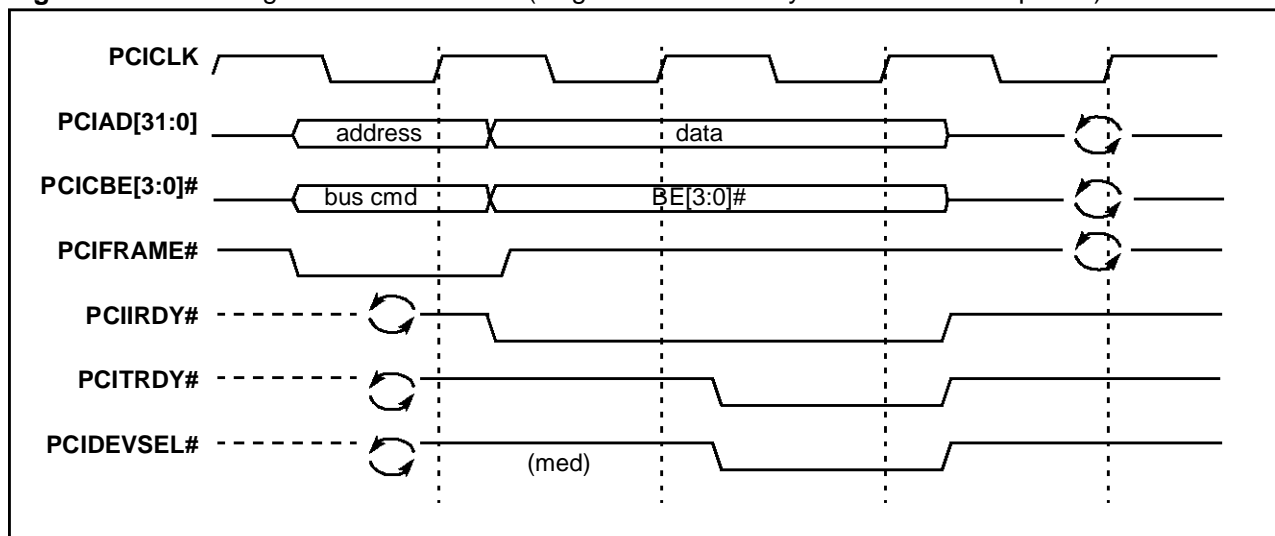 PCICLK
PCIAD[31:0]
address data
PCICBE[3:0]#
bus cmd BE[3:0]#
PCIFRAME#
PCIIRDY#
PCITRDY#
PCIDEVSEL#
(med)